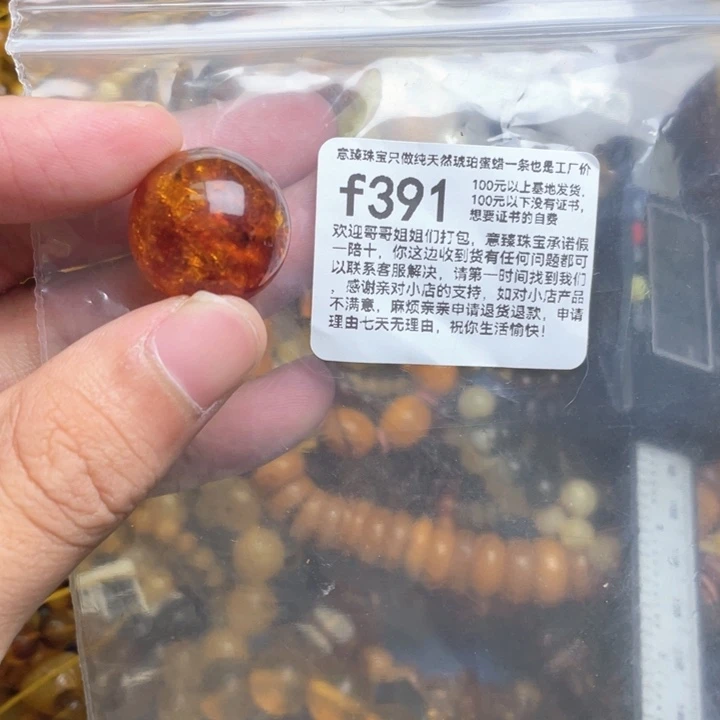 意臻珠宝只做纯天然琥珀蜜蜡一条也是工厂价
f391
100元以上基地发货,
100元以下没有证书,
想要证书的自费
欢迎哥哥姐姐们打包, 意臻珠宝承诺假
一陪十, 你这边收到货有任何问题都可
以联系客服解决, 请第一时间找到我们
, 感谢亲对小店的支持, 如对小店产品
不满意, 麻烦亲亲申请退货退款, 申请
理由七天无理由, 祝你生活愉快!